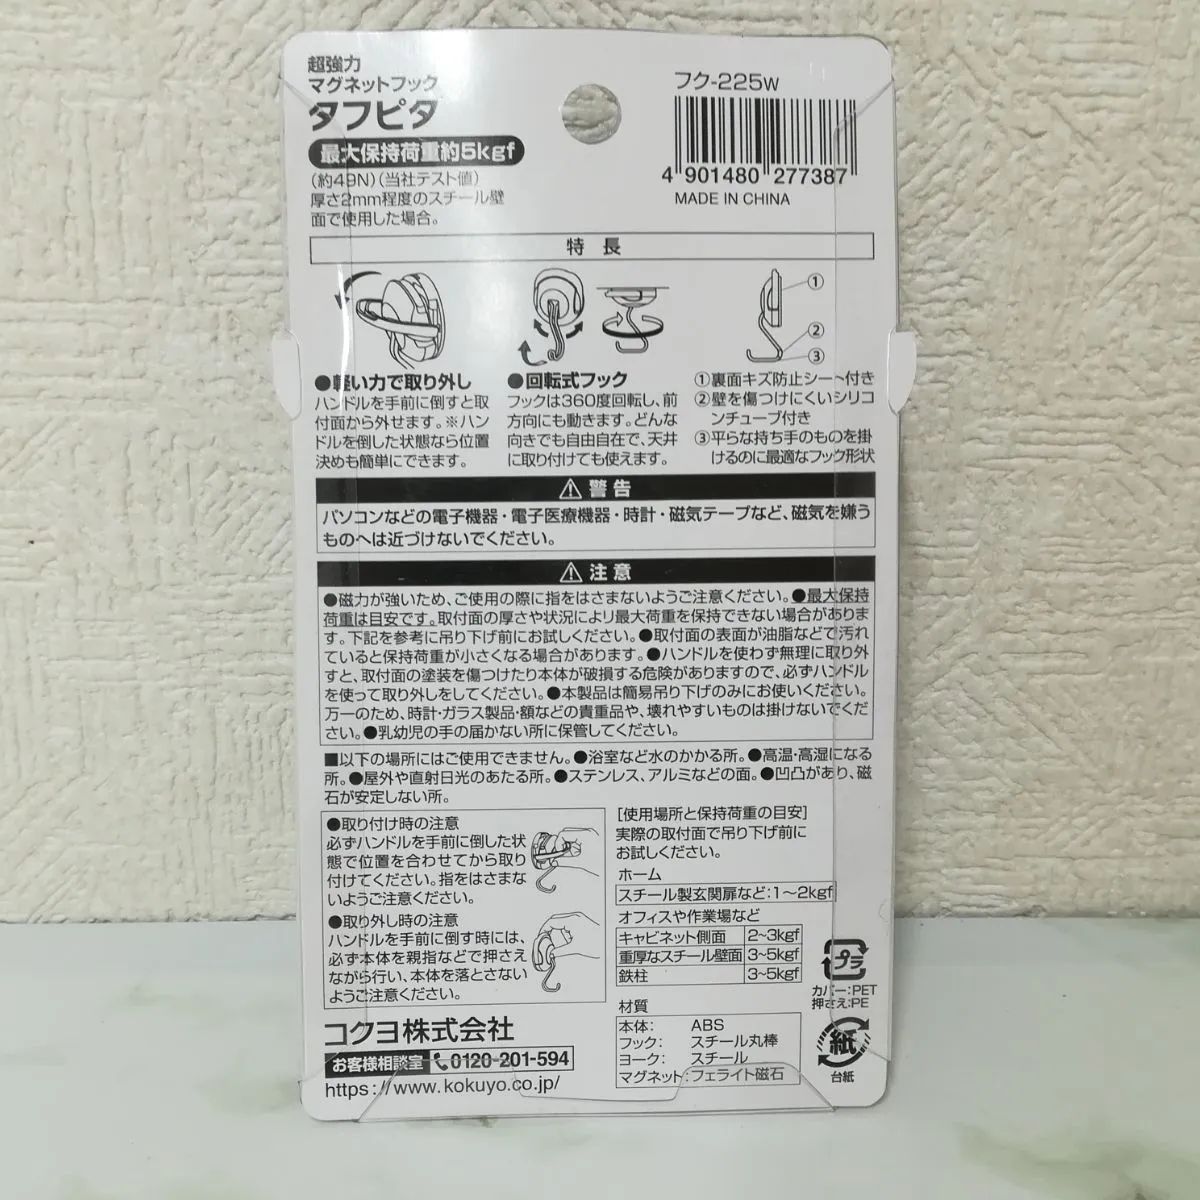 超強力
マグネットフック
タフピタ
最大保持荷重約5kgf
(約49N)(当社テスト値)
厚さ2mm程度のスチール壁
面で使用した場合。
フク-225W
4 901480 277387
MADE IN CHINA
特 長
●軽い力で取り外し
ハンドルを手前に倒すと取
付面から外せます。※ハン
ドルを倒した状態なら位置
決めも簡単にできます。
●回転式フック
フックは360度回転し、前
方向にも動きます。どんな
向きでも自由自在で、天井
に取り付けても使えます。
①
②
③
①裏面キズ防止シート付き
②壁を傷つけにくいシリコ
ンチューブ付き
③平らな持ち手のものを掛
けるのに最適なフック形状
⚠ 警告
パソコンなどの電子機器・電子医療機器・時計・磁気テープなど、磁気を嫌う
ものへは近づけないでください。
⚠ 注意
●磁力が強いため、ご使用の際に指をはさまないようご注意ください。●最大保持
荷重は目安です。取付面の厚さや状況により最大荷重を保持できない場合がありま
す。下記を参考に吊り下げ前にお試しください。●取付面の表面が油脂などで汚れ
ていると保持荷重が小さくなる場合があります。●ハンドルを使わず無理に取り外
すと、取付面の塗装を傷つけたり本体が破損する危険がありますので、必ずハンドル
を使って取り外しをしてください。●本製品は簡易吊り下げのみにお使いください。
万一のため、時計・ガラス製品・額などの貴重品や、壊れやすいものは掛けないでくだ
さい。●乳幼児の手の届かない所に保管してください。
■以下の場所にはご使用できません。●浴室など水のかかる所。●高温・高湿になる
所。●屋外や直射日光のあたる所。●ステンレス、アルミなどの面。●凹凸があり、磁
石が安定しない所。
●取り付け時の注意
必ずハンドルを手前に倒した状
態で位置を合わせてから取り
付けてください。指をはさまな
いようご注意ください。
●取り外し時の注意
ハンドルを手前に倒す時には、
必ず本体を親指などで押さえ
ながら行い、本体を落とさない
ようご注意ください。
[使用場所と保持荷重の目安]
実際の取付面で吊り下げ前に
お試しください。
ホーム
スチール製玄関扉など:1〜2kgf
オフィスや作業場など
キャビネット側面 2〜3kgf
重厚なスチール壁面 3〜5kgf
鉄柱 3〜5kgf
材質
本体: ABS
フック: スチール丸棒
ヨーク: スチール
マグネット:フェライト磁石
プラ
カバー:PET
押さえ:PE
紙
台紙
コクヨ株式会社
お客様相談室 0120-201-594
https://www.kokuyo.co.jp/